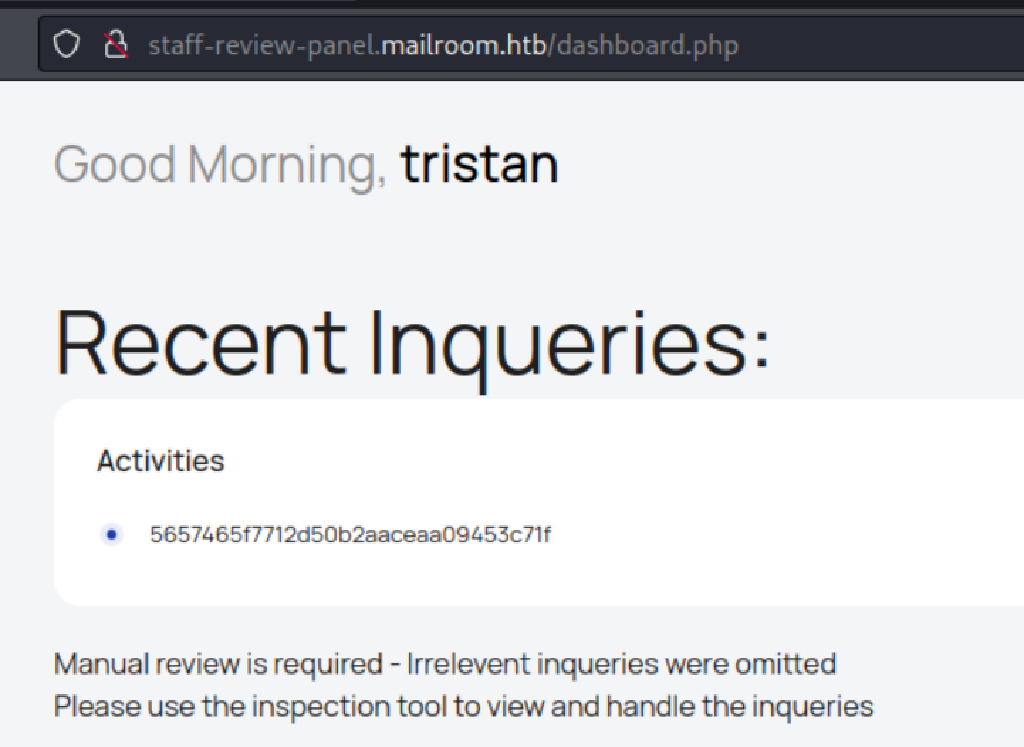 staff-review-panel.mailroom.htb/dashboard.php
Good Morning, tristan
Recent Inqueries:
Activities
5657465f7712d50b2aaceaa09453c71f
Manual review is required - Irrelevent inqueries were omitted
Please use the inspection tool to view and handle the inqueries